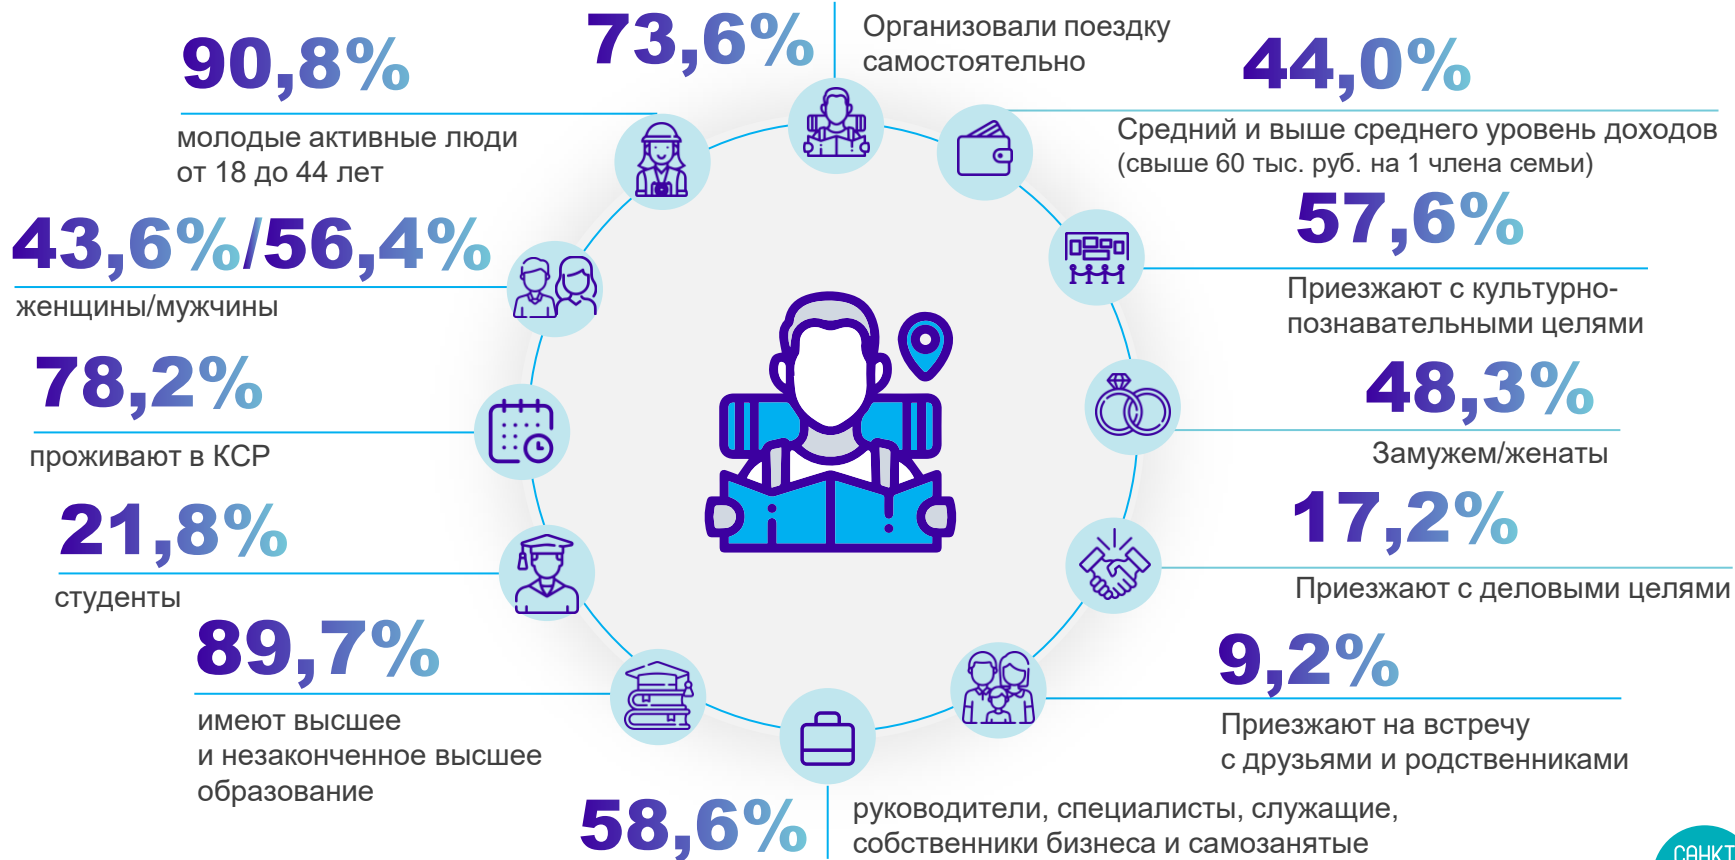 73,6%
Организовали поездку
самостоятельно
90,8%
молодые активные люди
от 18 до 44 лет
44,0%
Средний и выше среднего уровень доходов
(свыше 60 тыс. руб. на 1 члена семьи)
43,6%/56,4%
женщины/мужчины
57,6%
Приезжают с культурно-
познавательными целями
78,2%
проживают в КСР
48,3%
Замужем/женаты
21,8%
студенты
17,2%
Приезжают с деловыми целями
89,7%
имеют высшее
и незаконченное высшее
образование
9,2%
Приезжают на встречу
с друзьями и родственниками
58,6%
руководители, специалисты, служащие,
собственники бизнеса и самозанятые